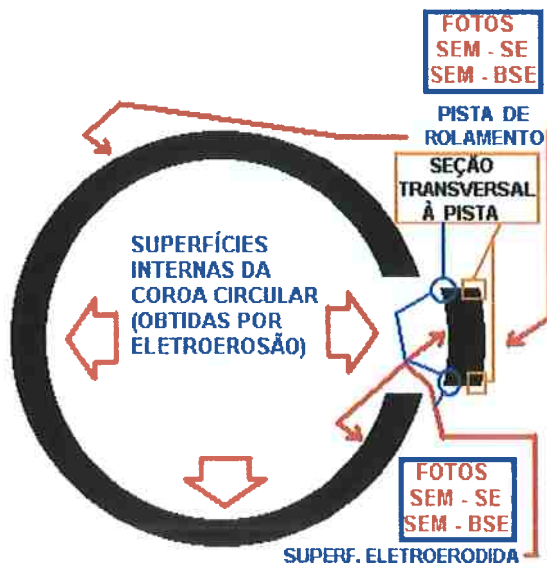 FOTOS
SEM - SE
SEM - BSE
PISTA DE
ROLAMENTO
SEÇÃO
TRANSVERSAL
À PISTA
SUPERFÍCIES
INTERNAS DA
COROA CIRCULAR
(OBTIDAS POR
ELETROEROSÃO)
FOTOS
SEM - SE
SEM - BSE
SUPERF. ELETROERODIDA